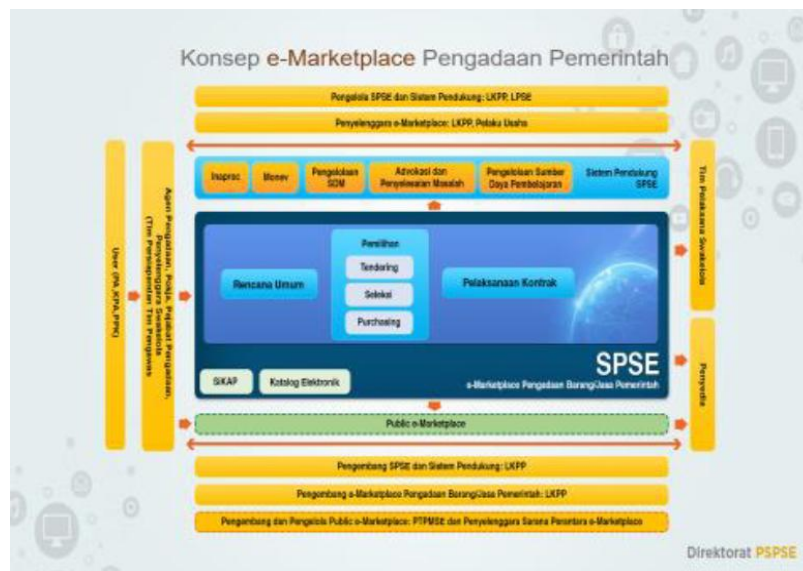 Konsep e-Marketplace Pengadaan Pemerintah
Pengelola SPSE dan Sistem Pendukung: LKPP, LPSE
Penyelenggara e-Marketplace: LKPP, Pelaku Usaha
User (PA,KPA,PPK)
Agen Pengadaan, Pokja, Pejabat Pengadaan,
Penyelenggara Swakelola
(Tim Persiapandan Tim Pengawas
Inaproc
Monev
Pengelolaan
SDM
Advokasi dan
Penyelesaian Masalah
Pengelolaan Sumber
Daya Pembelajaran
Sistem Pendukung
SPSE
Rencana Umum
Pemilihan
Tendering
Seleksi
Purchasing
Pelaksanaan Kontrak
SPSE
e-Marketplace Pengadaan Barang/Jasa Pemerintah
SIKAP
Katalog Elektronik
Tim Pelaksana Swakelola
Penyedia
Public e-Marketplace
Pengembang SPSE dan Sistem Pendukung: LKPP
Pengembang e-Marketplace Pengadaan Barang/Jasa Pemerintah: LKPP
Pengembang dan Pengelola Public e-Marketplace: PTPMSE dan Penyelenggara Sarana Perantara e-Marketplace
Direktorat PSPSE